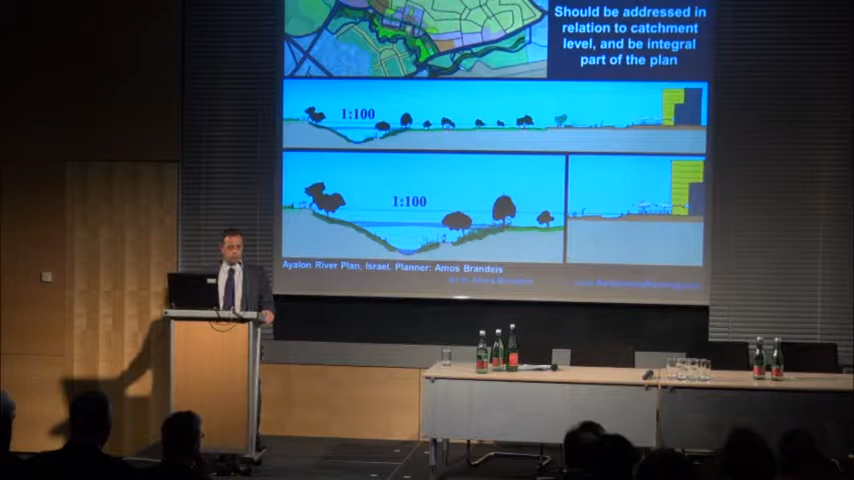 Should be addressed in
relation to catchment
level, and be integral
part of the plan
1:100
1:100
Ayalon River Plan, Israel. Planner: Amos Brandeis